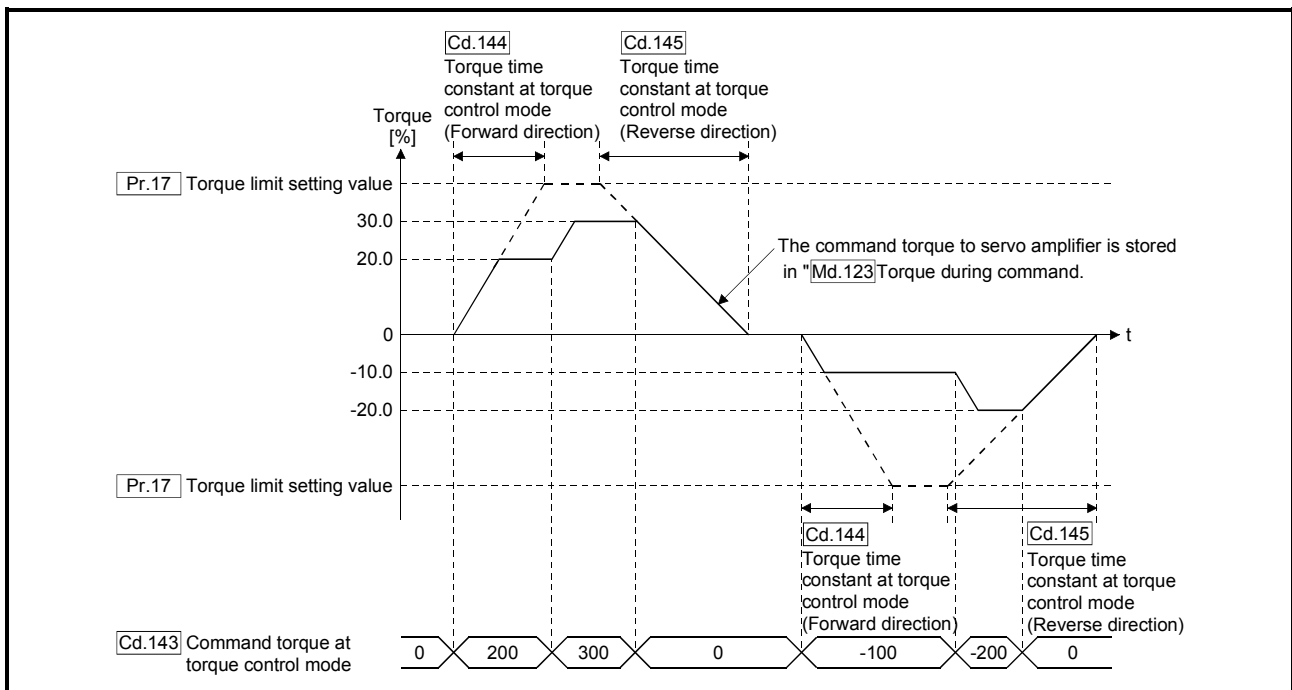 Cd.144
Torque time
constant at torque
control mode
(Forward direction)
Cd.145
Torque time
constant at torque
control mode
(Reverse direction)
Torque
[%]
Pr.17 Torque limit setting value
30.0
20.0
The command torque to servo amplifier is stored
in "Md.123 Torque during command.
0
t
-10.0
-20.0
Pr.17 Torque limit setting value
Cd.144
Torque time
constant at torque
control mode
(Forward direction)
Cd.145
Torque time
constant at torque
control mode
(Reverse direction)
Cd.143 Command torque at
torque control mode
0 200 300 0 -100 -200 0